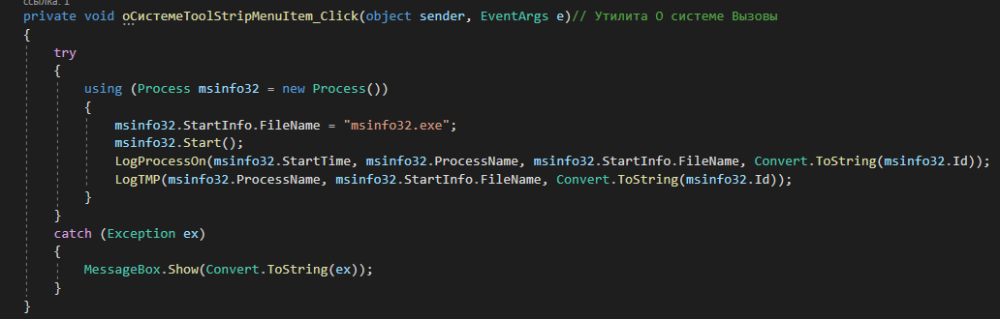 ссылка: 1
private void оСистемеToolStripMenuItem_Click(object sender, EventArgs e)// Утилита О системе Вызовы
{
try
{
using (Process msinfo32 = new Process())
{
msinfo32.StartInfo.FileName = "msinfo32.exe";
msinfo32.Start();
LogProcessOn(msinfo32.StartTime, msinfo32.ProcessName, msinfo32.StartInfo.FileName, Convert.ToString(msinfo32.Id));
LogTMP(msinfo32.ProcessName, msinfo32.StartInfo.FileName, Convert.ToString(msinfo32.Id));
}
}
catch (Exception ex)
{
MessageBox.Show(Convert.ToString(ex));
}
}